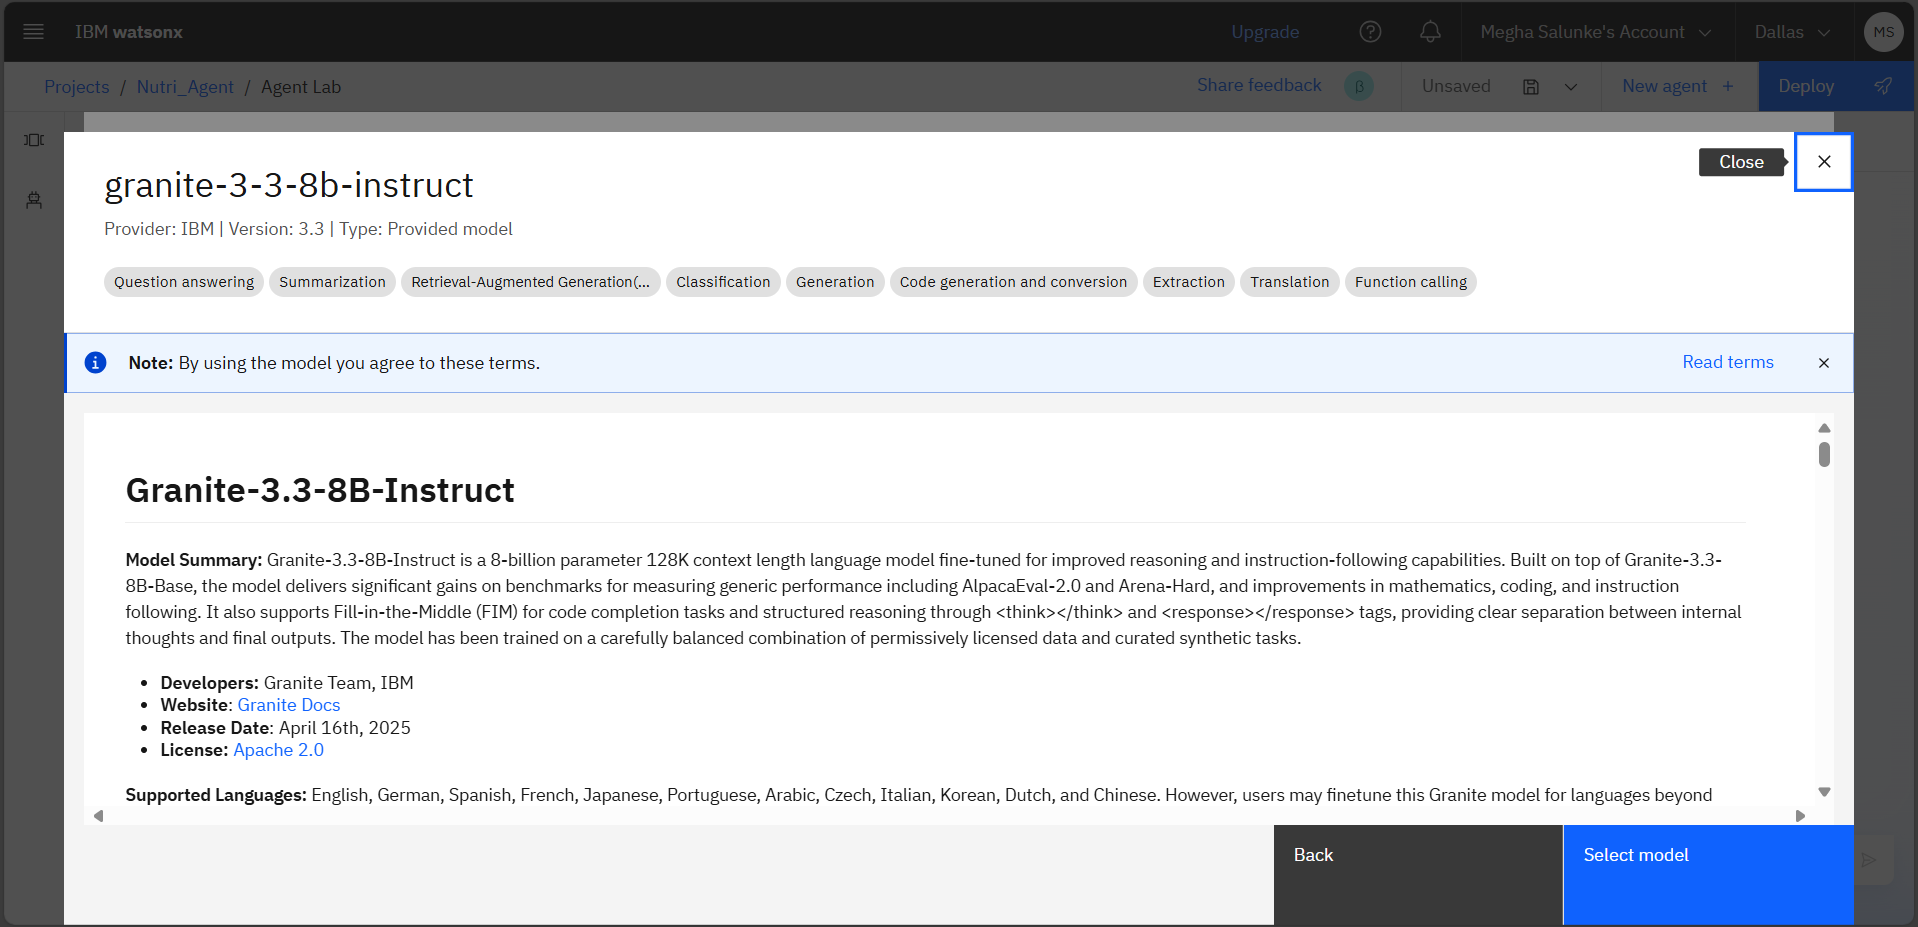 IBM watsonx
Upgrade
Megha Salunke's Account
Dallas
MS
Projects / Nutri_Agent / Agent Lab
Share feedback
β
Unsaved
New agent +
Deploy
granite-3-3-8b-instruct
Close
Provider: IBM | Version: 3.3 | Type: Provided model
Question answering
Summarization
Retrieval-Augmented Generation(...
Classification
Generation
Code generation and conversion
Extraction
Translation
Function calling
Note: By using the model you agree to these terms.
Read terms
Granite-3.3-8B-Instruct
Model Summary: Granite-3.3-8B-Instruct is a 8-billion parameter 128K context length language model fine-tuned for improved reasoning and instruction-following capabilities. Built on top of Granite-3.3-
8B-Base, the model delivers significant gains on benchmarks for measuring generic performance including AlpacaEval-2.0 and Arena-Hard, and improvements in mathematics, coding, and instruction
following. It also supports Fill-in-the-Middle (FIM) for code completion tasks and structured reasoning through <think></think> and <response></response> tags, providing clear separation between internal
thoughts and final outputs. The model has been trained on a carefully balanced combination of permissively licensed data and curated synthetic tasks.
• Developers: Granite Team, IBM
• Website: Granite Docs
• Release Date: April 16th, 2025
• License: Apache 2.0
Supported Languages: English, German, Spanish, French, Japanese, Portuguese, Arabic, Czech, Italian, Korean, Dutch, and Chinese. However, users may finetune this Granite model for languages beyond
Back
Select model